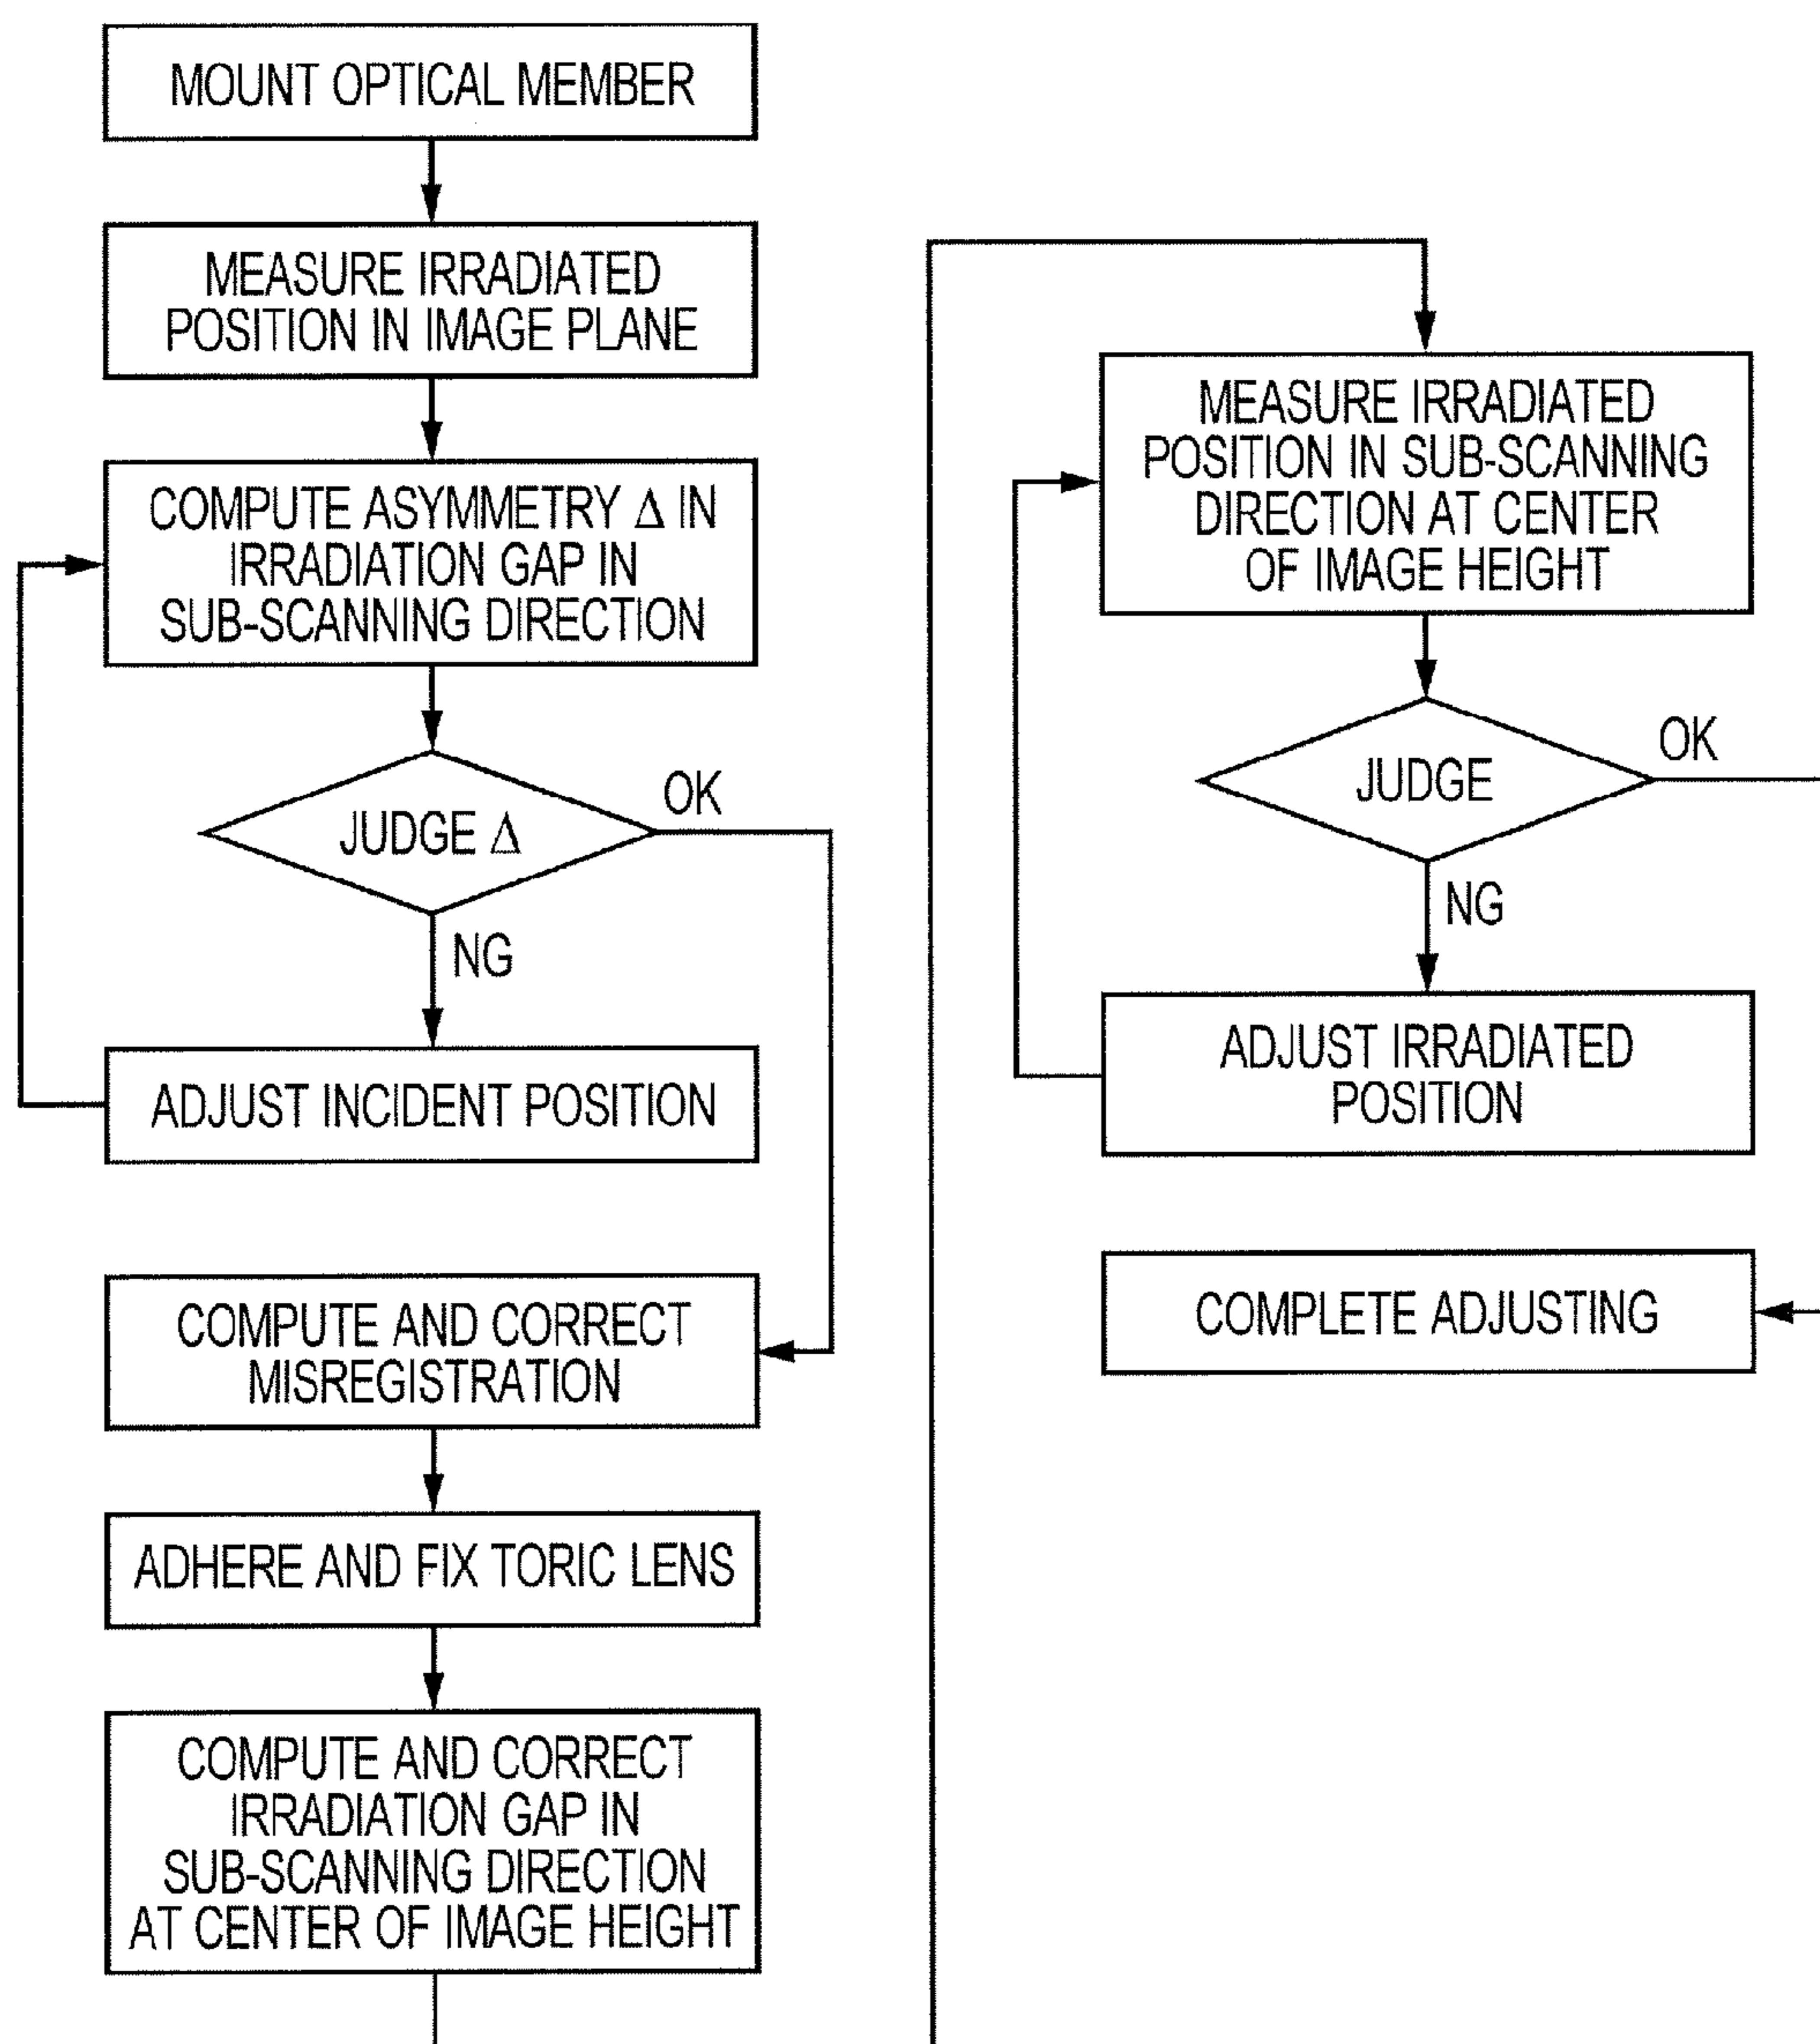 MOUNT OPTICAL MEMBER
MEASURE IRRADIATED
POSITION IN IMAGE PLANE
COMPUTE ASYMMETRY Δ IN
IRRADIATION GAP IN
SUB-SCANNING DIRECTION
JUDGE Δ
OK
NG
ADJUST INCIDENT POSITION
COMPUTE AND CORRECT
MISREGISTRATION
ADHERE AND FIX TORIC LENS
COMPUTE AND CORRECT
IRRADIATION GAP IN
SUB-SCANNING DIRECTION
AT CENTER OF IMAGE HEIGHT
MEASURE IRRADIATED
POSITION IN SUB-SCANNING
DIRECTION AT CENTER
OF IMAGE HEIGHT
JUDGE
OK
NG
ADJUST IRRADIATED
POSITION
COMPLETE ADJUSTING